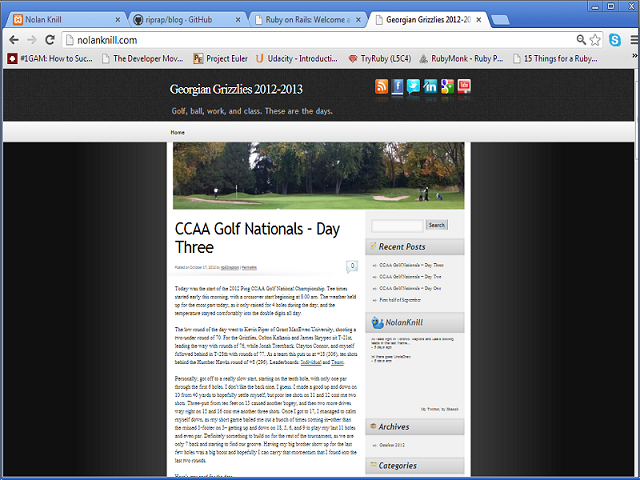 Nolan Knill
riprap/blog - GitHub
Ruby on Rails: Welcome a
Georgian Grizzlies 2012-20
nolanknill.com
#1GAM: How to Suc...
The Developer Mov...
Project Euler
Udacity - Introducti...
TryRuby (L5C4)
RubyMonk - Ruby P...
15 Things for a Ruby...
Georgian Grizzlies 2012-2013
Golf, ball, work, and class. These are the days.
Home
CCAA Golf Nationals – Day
Three
Search
Posted on October 17, 2012 by
Permalink
0
Recent Posts
CCAA Golf Nationals – Day Three
CCAA Golf Nationals – Day Two
CCAA Golf Nationals – Day One
First half of September
Today was the start of the 2012 Ping CCAA Golf National Championship. Tee times
started early this morning, with a crossover start beginning at 8:00 am. The weather held
up for the most part today, as it only rained for 4 holes during the day, and the
temperature stayed comfortably into the double digits all day.
NolanKnill
The low round of the day went to Kevin Piper of Grant MacEwan University, shooting a
two under round of 70. For the Grizzlies, Colton Kalkanis and James Skrypec sit T-21st,
leading the way with rounds of 76, while Jonah Trembeck, Clayton Connor, and myself
followed behind in T-28th with rounds of 77. As a team this puts us at +18 (306), ten shots
behind the Humber Hawks round of +8 (296). Leaderboards: Individual and Team.
- 3 days ago
- 5 days ago
Personally, got off to a really slow start, starting on the tenth hole, with only one par
through the first 6 holes. I don't like the back nine, I guess. I made a good up and down on
10 from 40 yards to hopefully settle myself, but poor tee shots on 11 and 12 cost me two
shots. Three-putt from ten feet on 15 caused another bogey, and then two more drives
way right on 15 and 16 cost me another three shots. Once I got to 17, I managed to calm
myself down, as my short game bailed me out a bunch of times coming in–other than
the missed 3-footer on 3– getting up and down on 18, 2, 6, and 9 to play my last 11 holes
and even par. Definitely something to build on for the rest of the tournament, as we are
only 7 back and starting to find our groove. Having my big brother show up for the last
few holes was a big boost and hopefully I can carry that momentum that I found into the
last two rounds.
Archives
October 2012
Categories